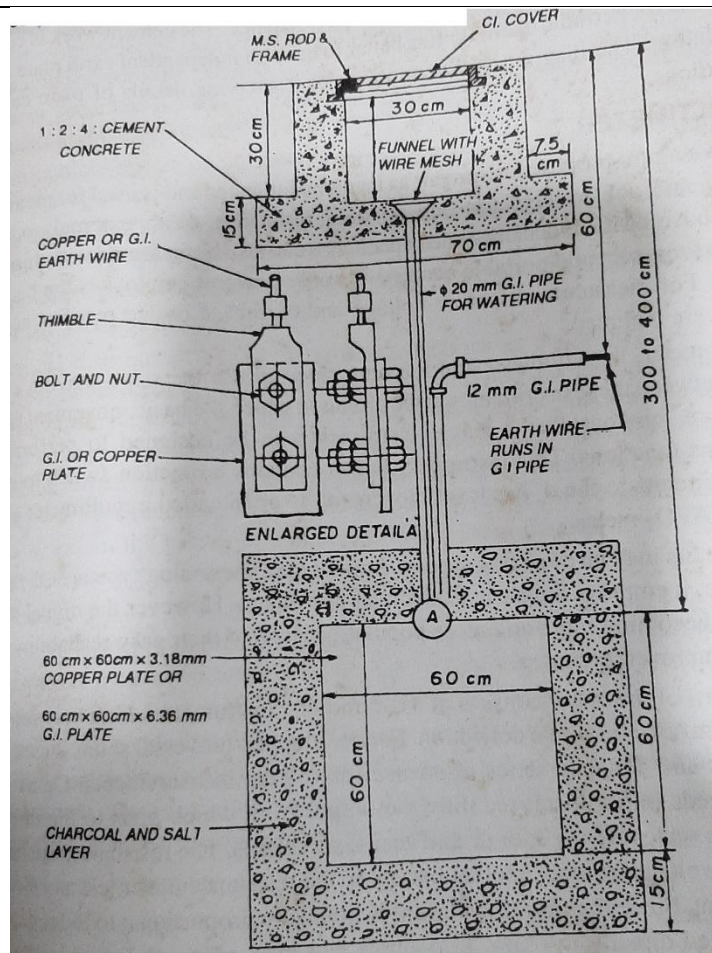 CI. COVER
M.S. ROD &
FRAME
30 cm
30 cm
1 : 2 : 4 : CEMENT
CONCRETE
FUNNEL WITH
WIRE MESH
7.5
cm
60 cm
15cm
70 cm
300 to 400 cm
COPPER OR G.I.
EARTH WIRE
ϕ 20 mm G.I. PIPE
FOR WATERING
THIMBLE
BOLT AND NUT
12 mm G.I. PIPE
G.I. OR COPPER
PLATE
EARTH WIRE
RUNS IN
G I PIPE
ENLARGED DETAILA
A
60 cm x 60cm x 3.18mm
COPPER PLATE OR
60 cm x 60cm x 6.36 mm
G.I. PLATE
60 cm
60 cm
60 cm
CHARCOAL AND SALT
LAYER
15cm